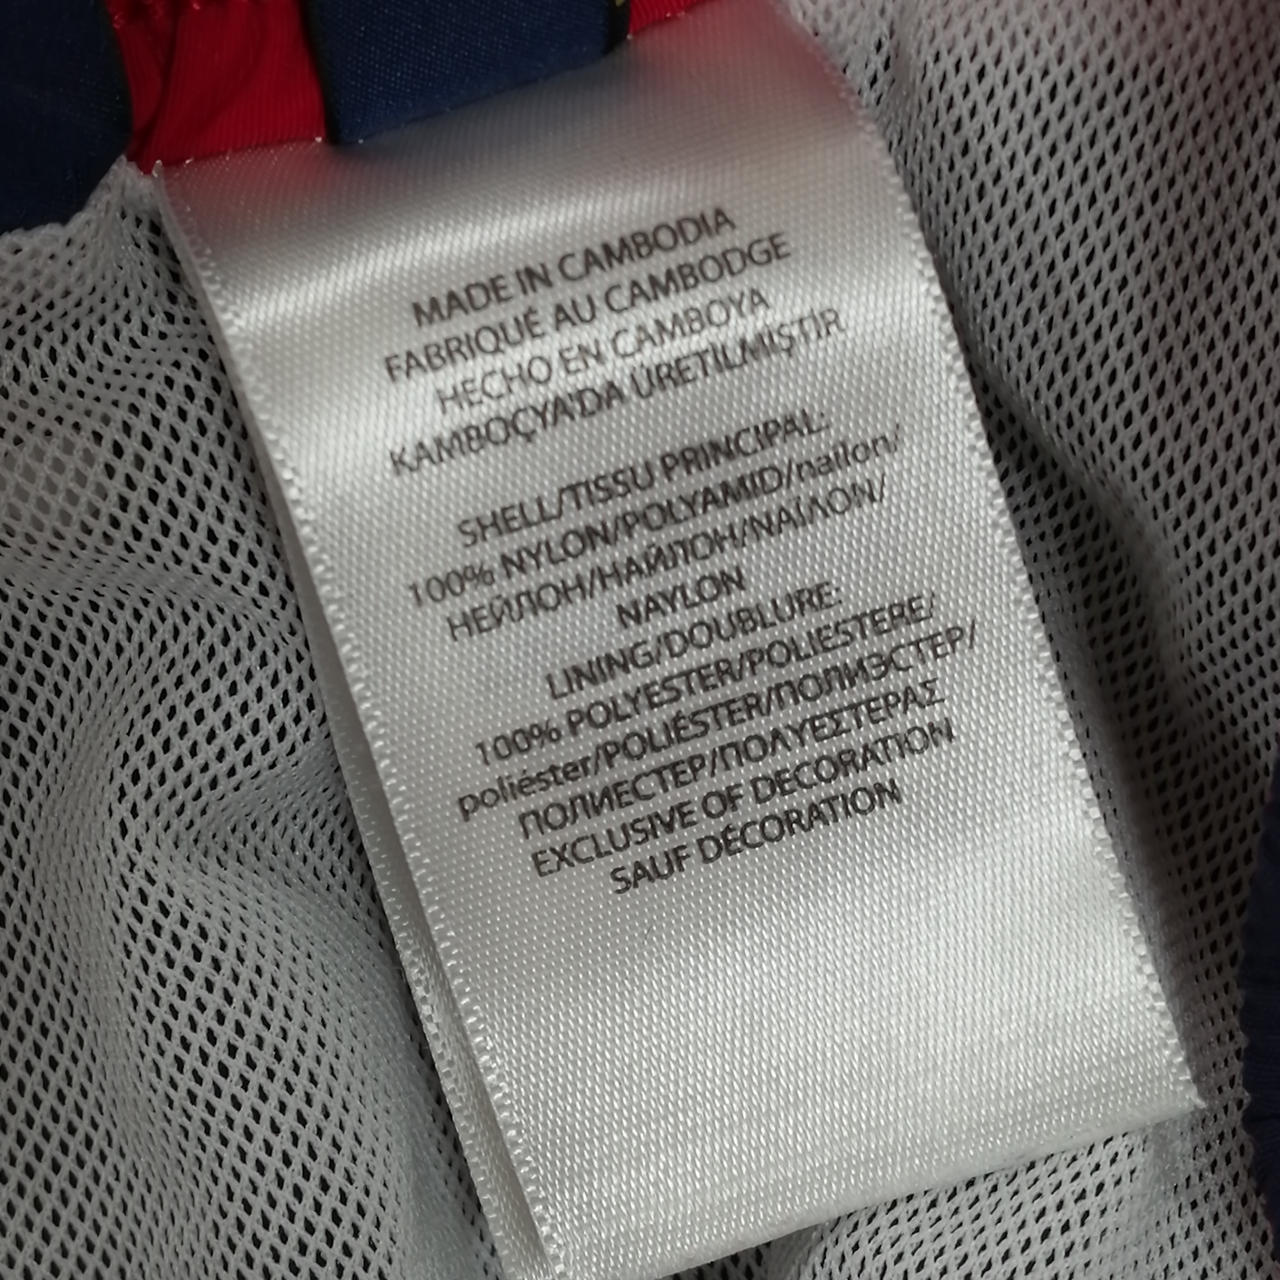 MADE IN CAMBODIA
FABRIQUÉ AU CAMBODGE
HECHO EN CAMBOYA
KAMBOÇYA'DA ÜRETILMIŞTIR
SHELL/TISSU PRINCIPAL:
100% NYLON/POLYAMID/naílon/
НЕЙЛОН/НАЙЛОН/ΝΑΪΛΟΝ/
NAYLON
LINING/DOUBLURE:
100% POLYESTER/POLIESTERE/
poliéster/POLIÉSTER/ПОЛИЭСТЕР/
ПОЛИЕСТЕР/ΠΟΛΥΕΣΤΕΡΑΣ
EXCLUSIVE OF DECORATION
SAUF DÉCORATION